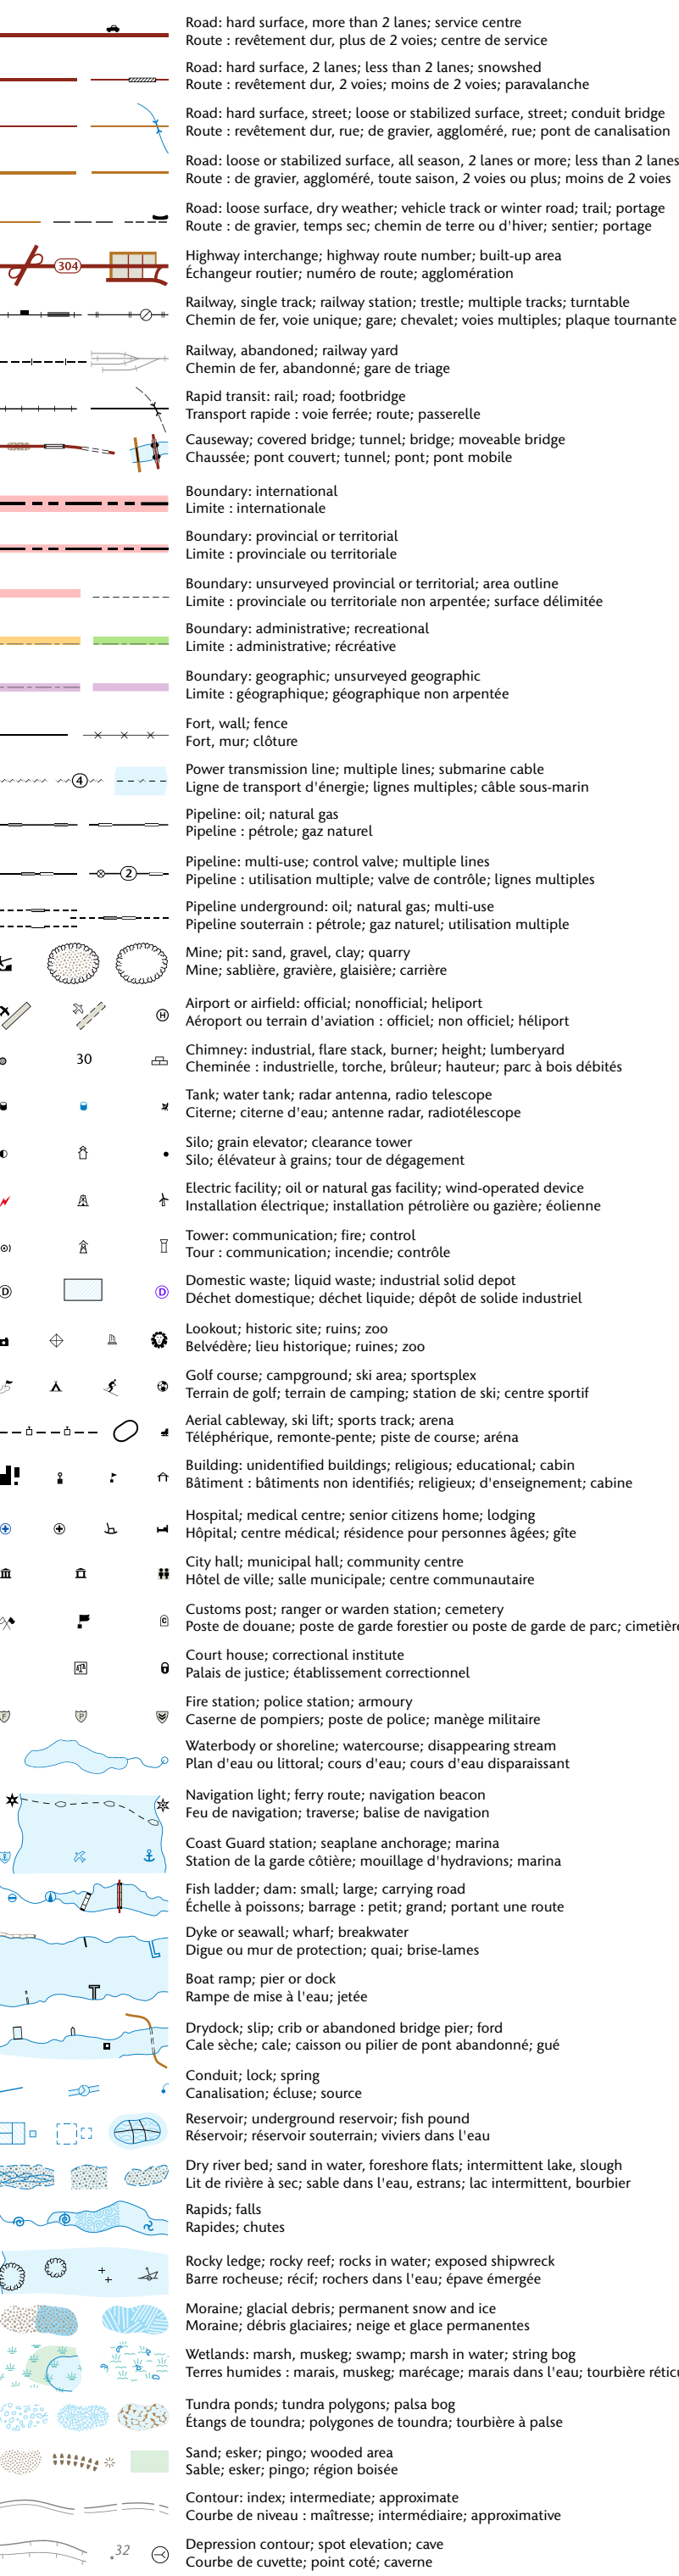 Road: hard surface, more than 2 lanes; service centre
Route : revêtement dur, plus de 2 voies; centre de service
Road: hard surface, 2 lanes; less than 2 lanes; snowshed
Route : revêtement dur, 2 voies; moins de 2 voies; paravalanche
Road: hard surface, street; loose or stabilized surface, street; conduit bridge
Route : revêtement dur, rue; de gravier, aggloméré, rue; pont de canalisation
Road: loose or stabilized surface, all season, 2 lanes or more; less than 2 lanes
Route : de gravier, aggloméré, toute saison, 2 voies ou plus; moins de 2 voies
Road: loose surface, dry weather; vehicle track or winter road; trail; portage
Route : de gravier, temps sec; chemin de terre ou d'hiver; sentier; portage
304
Highway interchange; highway route number; built-up area
Échangeur routier; numéro de route; agglomération
Railway, single track; railway station; trestle; multiple tracks; turntable
Chemin de fer, voie unique; gare; chevalet; voies multiples; plaque tournante
Railway, abandoned; railway yard
Chemin de fer, abandonné; gare de triage
Rapid transit: rail; road; footbridge
Transport rapide : voie ferrée; route; passerelle
Causeway; covered bridge; tunnel; bridge; moveable bridge
Chaussée; pont couvert; tunnel; pont; pont mobile
Boundary: international
Limite : internationale
Boundary: provincial or territorial
Limite : provinciale ou territoriale
Boundary: unsurveyed provincial or territorial; area outline
Limite : provinciale ou territoriale non arpentée; surface délimitée
Boundary: administrative; recreational
Limite : administrative; récréative
Boundary: geographic; unsurveyed geographic
Limite : géographique; géographique non arpentée
Fort, wall; fence
Fort, mur; clôture
4
Power transmission line; multiple lines; submarine cable
Ligne de transport d'énergie; lignes multiples; câble sous-marin
Pipeline: oil; natural gas
Pipeline : pétrole; gaz naturel
2
Pipeline: multi-use; control valve; multiple lines
Pipeline : utilisation multiple; valve de contrôle; lignes multiples
Pipeline underground: oil; natural gas; multi-use
Pipeline souterrain : pétrole; gaz naturel; utilisation multiple
Mine; pit: sand, gravel, clay; quarry
Mine; sablière, gravière, glaisière; carrière
H
Airport or airfield: official; nonofficial; heliport
Aéroport ou terrain d'aviation : officiel; non officiel; héliport
30
Chimney: industrial, flare stack, burner; height; lumberyard
Cheminée : industrielle, torche, brûleur; hauteur; parc à bois débités
Tank; water tank; radar antenna, radio telescope
Citerne; citerne d'eau; antenne radar, radiotélescope
Silo; grain elevator; clearance tower
Silo; élévateur à grains; tour de dégagement
Electric facility; oil or natural gas facility; wind-operated device
Installation électrique; installation pétrolière ou gazière; éolienne
Tower: communication; fire; control
Tour : communication; incendie; contrôle
D D
Domestic waste; liquid waste; industrial solid depot
Déchet domestique; déchet liquide; dépôt de solide industriel
Lookout; historic site; ruins; zoo
Belvédère; lieu historique; ruines; zoo
Golf course; campground; ski area; sportsplex
Terrain de golf; terrain de camping; station de ski; centre sportif
Aerial cableway, ski lift; sports track; arena
Téléphérique, remonte-pente; piste de course; aréna
Building: unidentified buildings; religious; educational; cabin
Bâtiment : bâtiments non identifiés; religieux; d'enseignement; cabine
Hospital; medical centre; senior citizens home; lodging
Hôpital; centre médical; résidence pour personnes âgées; gîte
City hall; municipal hall; community centre
Hôtel de ville; salle municipale; centre communautaire
C
Customs post; ranger or warden station; cemetery
Poste de douane; poste de garde forestier ou poste de garde de parc; cimetière
Court house; correctional institute
Palais de justice; établissement correctionnel
F P
Fire station; police station; armoury
Caserne de pompiers; poste de police; manège militaire
Waterbody or shoreline; watercourse; disappearing stream
Plan d'eau ou littoral; cours d'eau; cours d'eau disparaissant
Navigation light; ferry route; navigation beacon
Feu de navigation; traverse; balise de navigation
Coast Guard station; seaplane anchorage; marina
Station de la garde côtière; mouillage d'hydravions; marina
Fish ladder; dam: small; large; carrying road
Échelle à poissons; barrage : petit; grand; portant une route
Dyke or seawall; wharf; breakwater
Digue ou mur de protection; quai; brise-lames
Boat ramp; pier or dock
Rampe de mise à l'eau; jetée
Drydock; slip; crib or abandoned bridge pier; ford
Cale sèche; cale; caisson ou pilier de pont abandonné; gué
Conduit; lock; spring
Canalisation; écluse; source
Reservoir; underground reservoir; fish pound
Réservoir; réservoir souterrain; viviers dans l'eau
Dry river bed; sand in water, foreshore flats; intermittent lake, slough
Lit de rivière à sec; sable dans l'eau, estrans; lac intermittent, bourbier
Rapids; falls
Rapides; chutes
Rocky ledge; rocky reef; rocks in water; exposed shipwreck
Barre rocheuse; récif; rochers dans l'eau; épave émergée
Moraine; glacial debris; permanent snow and ice
Moraine; débris glaciaires; neige et glace permanentes
Wetlands: marsh, muskeg; swamp; marsh in water; string bog
Terres humides : marais, muskeg; marécage; marais dans l'eau; tourbière réticu
Tundra ponds; tundra polygons; palsa bog
Étangs de toundra; polygones de toundra; tourbière à palse
Sand; esker; pingo; wooded area
Sable; esker; pingo; région boisée
Contour: index; intermediate; approximate
Courbe de niveau : maîtresse; intermédiaire; approximative
32
Depression contour; spot elevation; cave
Courbe de cuvette; point coté; caverne